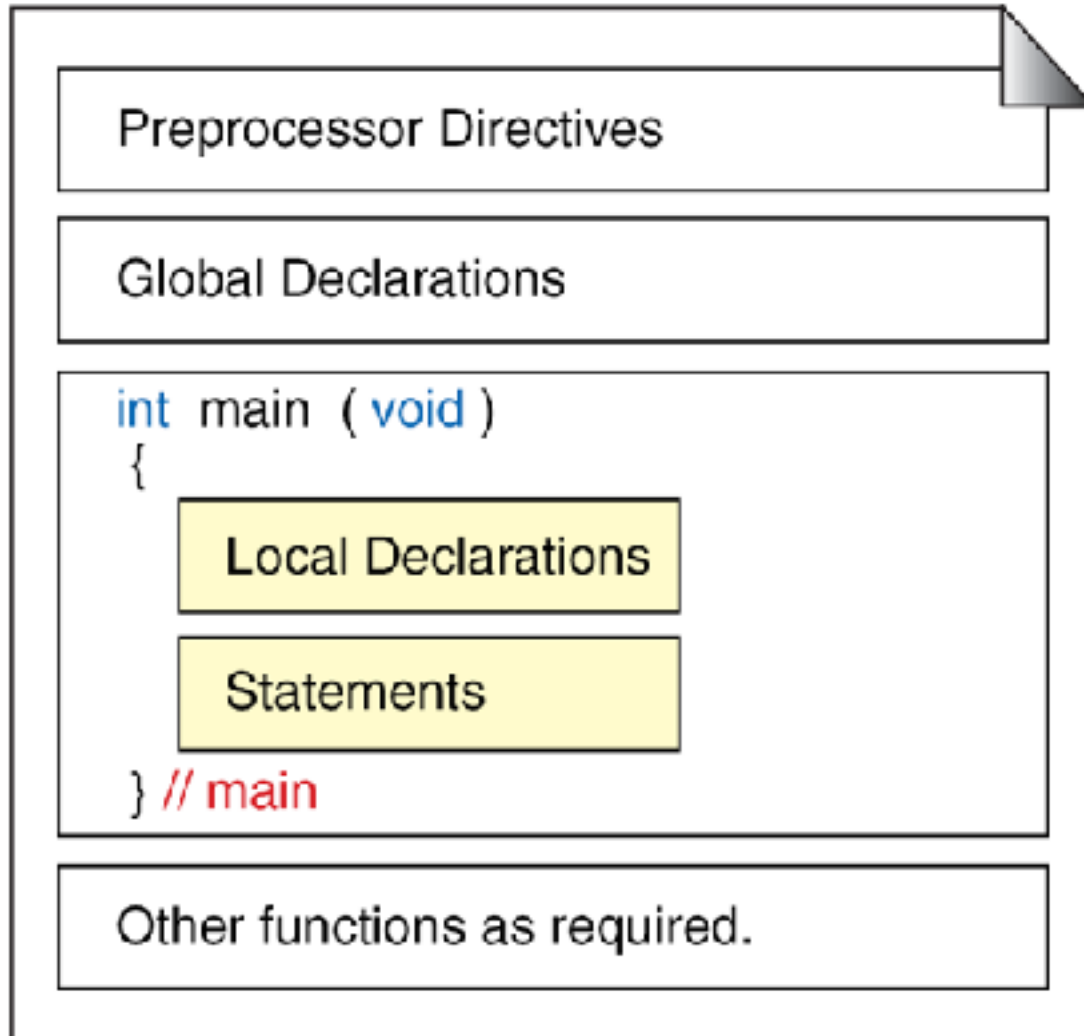 Preprocessor Directives
Global Declarations
int main ( void )
{
Local Declarations
Statements
} // main
Other functions as required.